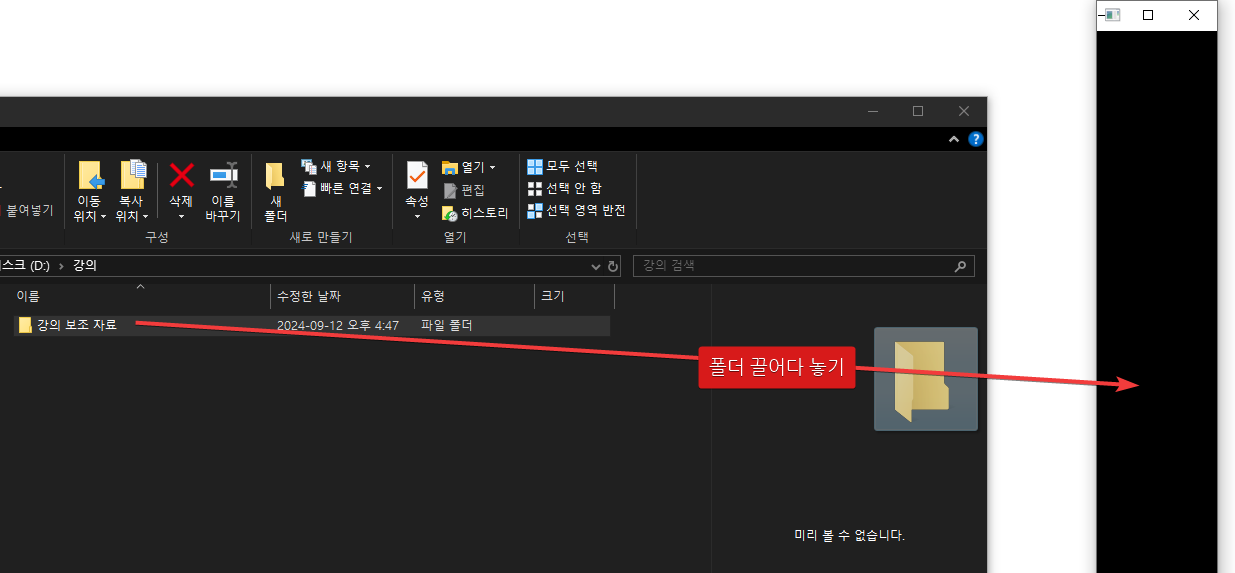 새 항목
열기
모두 선택
빠른 연결
편집
선택 안 함
붙여넣기
이동
위치
복사
위치
삭제
이름
바꾸기
새
폴더
속성
히스토리
선택 영역 반전
구성
새로 만들기
열기
선택
스크 (D:) › 강의
강의 검색
이름
수정한 날짜
유형
크기
강의 보조 자료
2024-09-12 오후 4:47
파일 폴더
폴더 끌어다 놓기
미리 볼 수 없습니다.